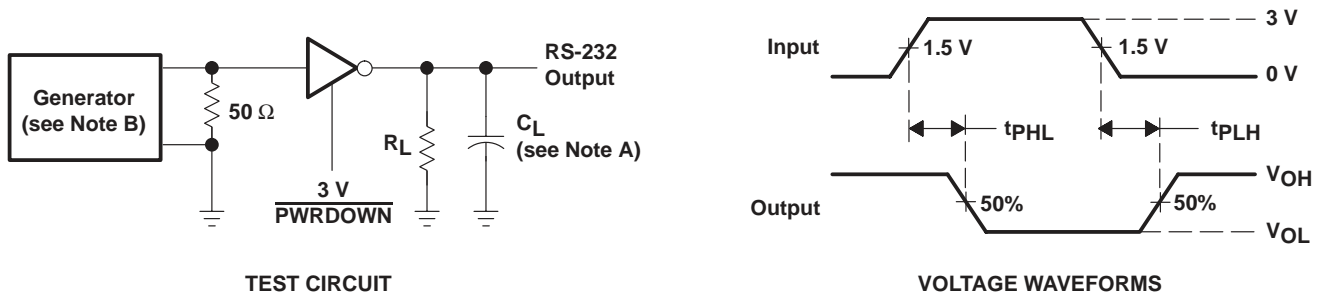 Generator
(see Note B)
50 Ω
3 V
PWRDOWN
RL
CL
(see Note A)
RS-232
Output
TEST CIRCUIT
Input
1.5 V
1.5 V
3 V
0 V
tPHL
tPLH
Output
50%
50%
VOH
VOL
VOLTAGE WAVEFORMS